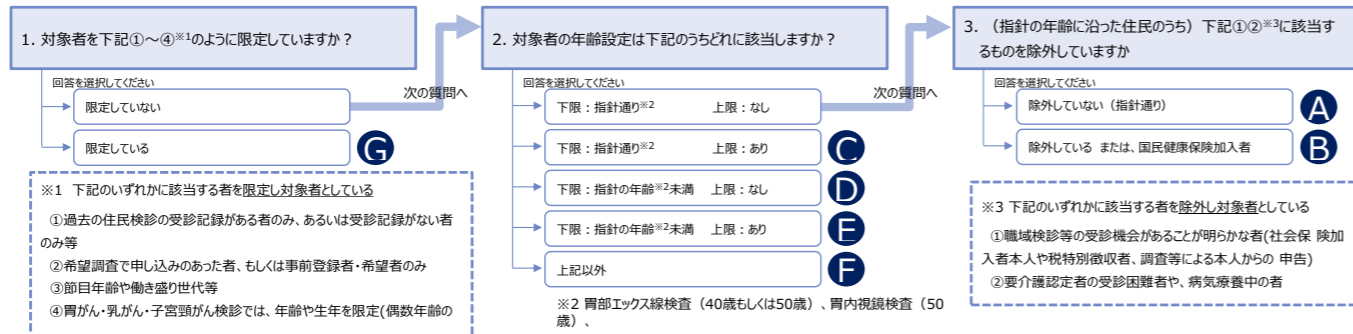 1. 対象者を下記①～④※1のように限定していますか？
回答を選択してください
限定していない
次の質問へ
限定している
G
※1 下記のいずれかに該当する者を限定し対象者としている
①過去の住民検診の受診記録がある者のみ、あるいは受診記録がない者
のみ等
②希望調査で申し込みのあった者、もしくは事前登録者・希望者のみ
③節目年齢や働き盛り世代等
④胃がん・乳がん・子宮頸がん検診では、年齢や生年を限定(偶数年齢の
2. 対象者の年齢設定は下記のうちどれに該当しますか？
回答を選択してください
下限：指針通り※2 上限：なし
次の質問へ
下限：指針通り※2 上限：あり
C
下限：指針の年齢※2未満 上限：なし
D
下限：指針の年齢※2未満 上限：あり
E
上記以外
F
※2 胃部エックス線検査（40歳もしくは50歳）、胃内視鏡検査（50
歳）、
3. （指針の年齢に沿った住民のうち）下記①②※3に該当す
るものを除外していますか
回答を選択してください
除外していない（指針通り）
A
除外している または、国民健康保険加入者
B
※3 下記のいずれかに該当する者を除外し対象者としている
①職域検診等の受診機会があることが明らかな者(社会保 険加
入者本人や税特別徴収者、調査等による本人からの 申告)
②要介護認定者の受診困難者や、病気療養中の者